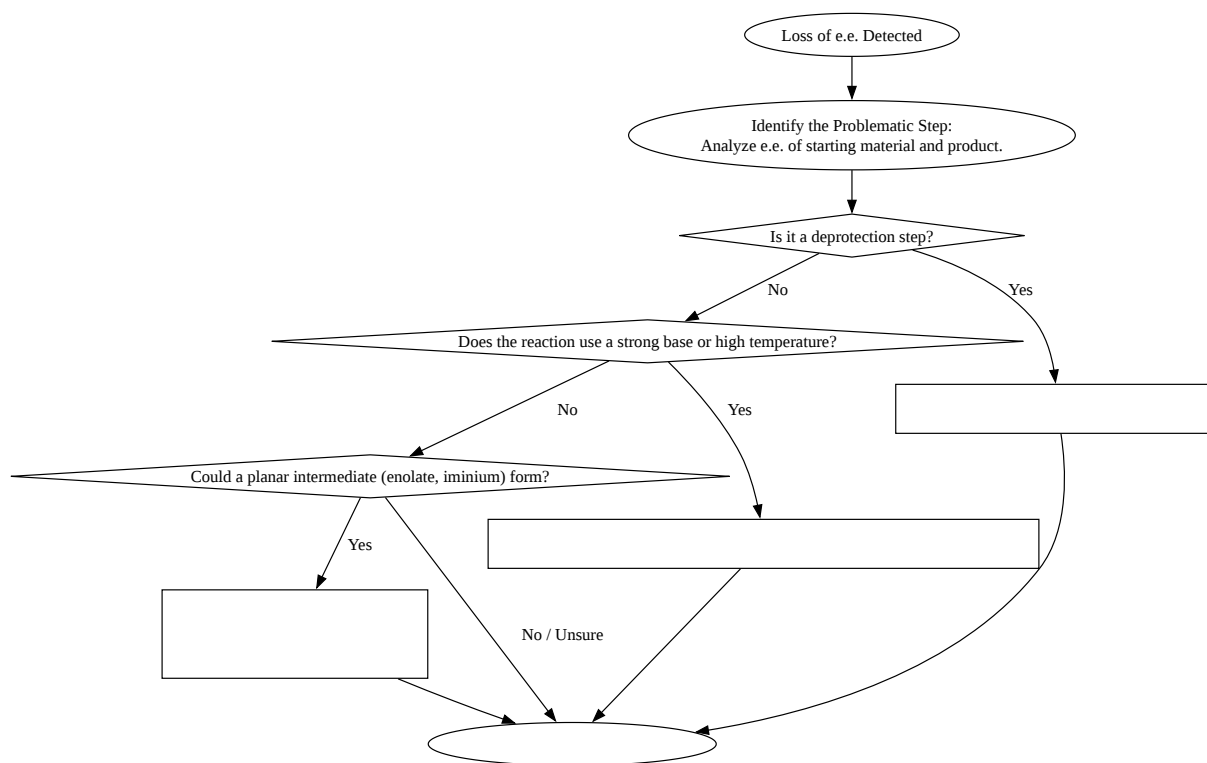 Loss of e.e. Detected
Identify the Problematic Step:
Analyze e.e. of starting material and product.
Is it a deprotection step?
No
Yes
Does the reaction use a strong base or high temperature?
No
Yes
Could a planar intermediate (enolate, iminium) form?
Yes
No / Unsure